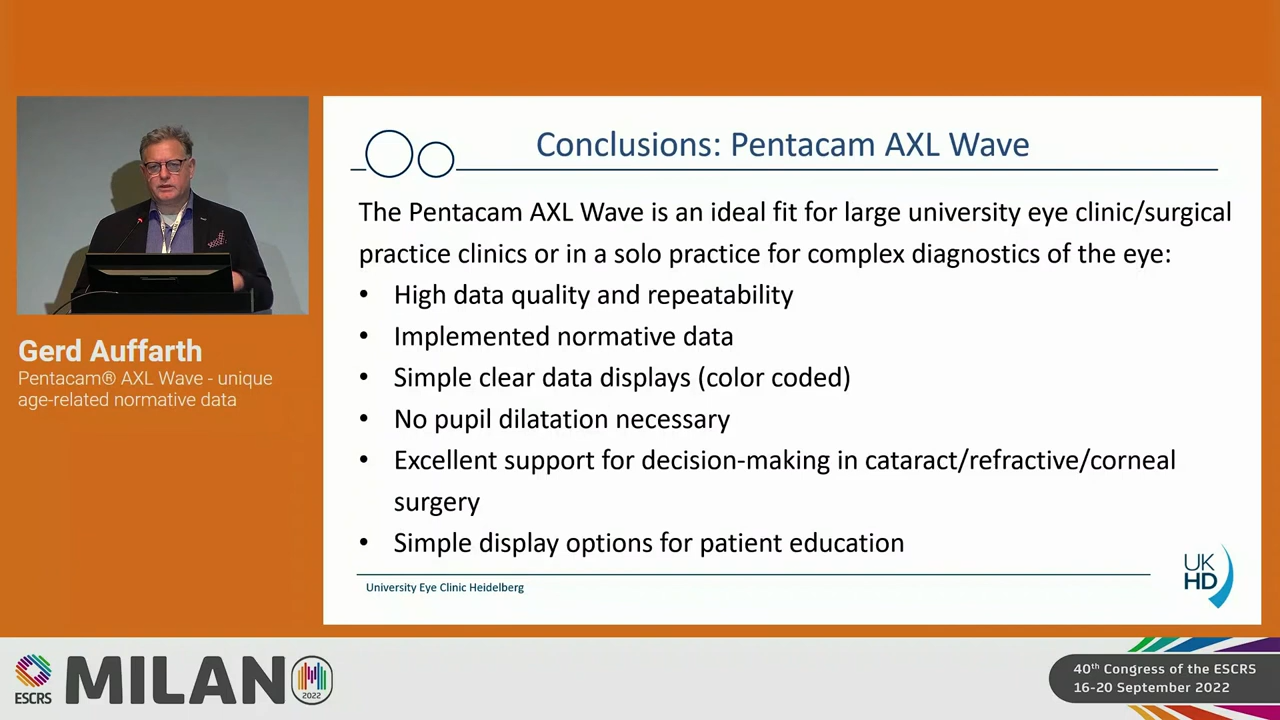 Conclusions: Pentacam AXL Wave
The Pentacam AXL Wave is an ideal fit for large university eye clinic/surgical
practice clinics or in a solo practice for complex diagnostics of the eye:
• High data quality and repeatability
• Implemented normative data
• Simple clear data displays (color coded)
• No pupil dilatation necessary
• Excellent support for decision-making in cataract/refractive/corneal
surgery
• Simple display options for patient education
University Eye Clinic Heidelberg
UK
HD
Gerd Auffarth
Pentacam® AXL Wave - unique
age-related normative data
ESCRS
MILANO
2022
40th Congress of the ESCRS
16-20 September 2022